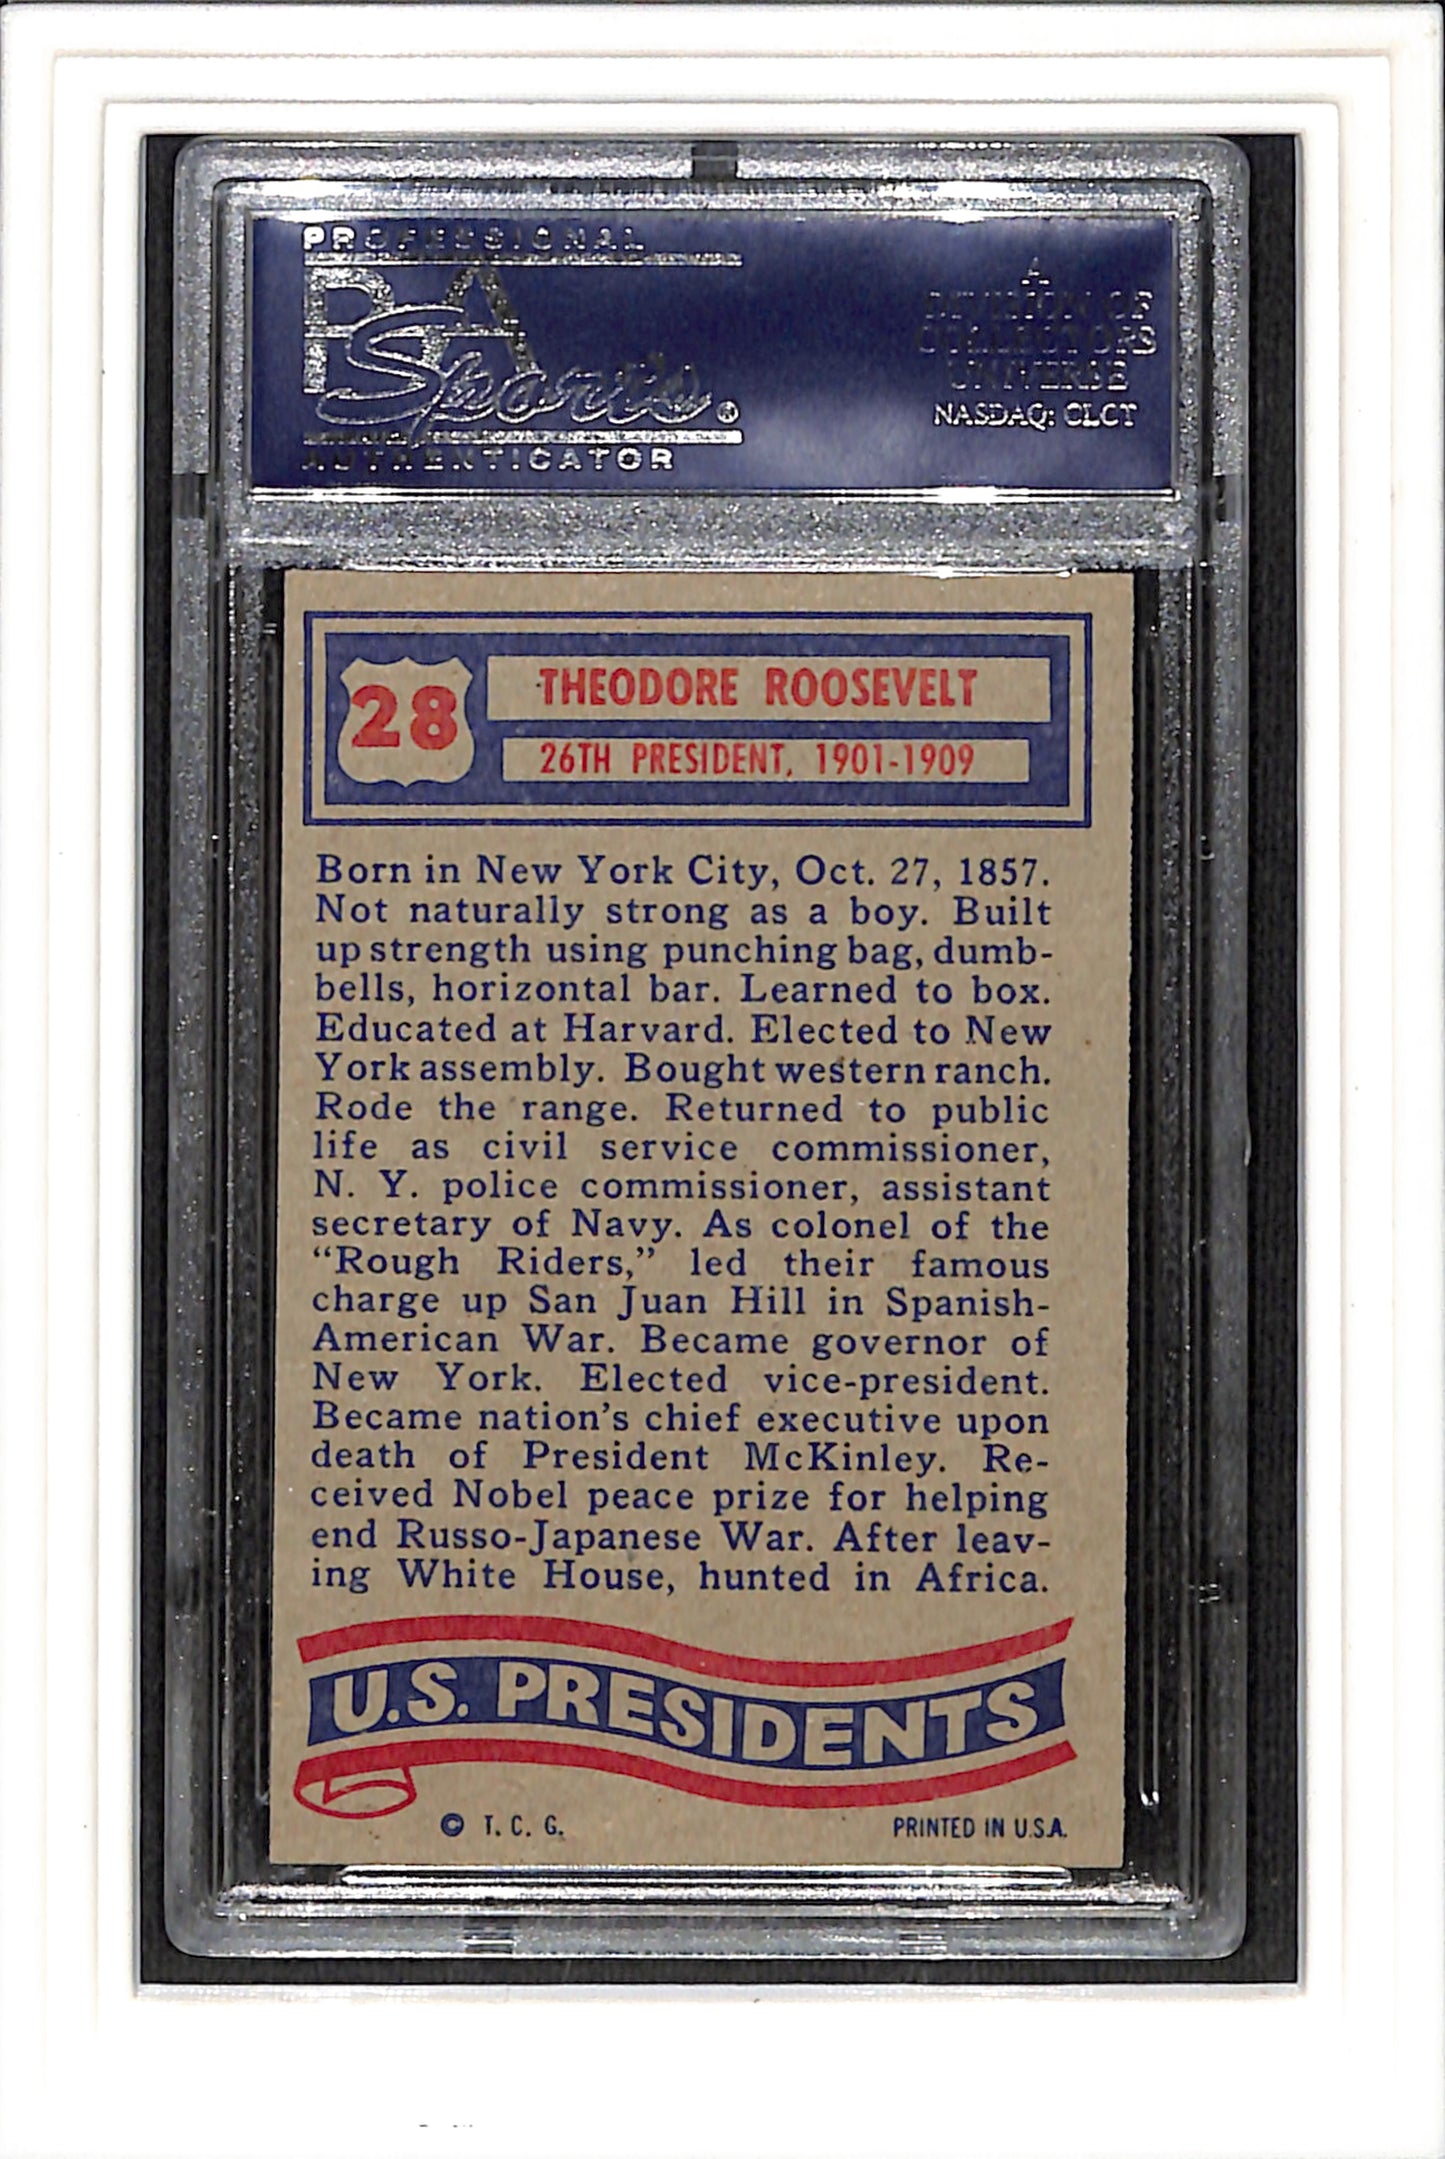 PROFESSIONAL
PSA
Sports®
AUTHENTICATOR
A
DIVISION OF
COLLECTORS
UNIVERSE
NASDAQ: CLCT
28
THEODORE ROOSEVELT
26TH PRESIDENT, 1901-1909
Born in New York City, Oct. 27, 1857.
Not naturally strong as a boy. Built
up strength using punching bag, dumb-
bells, horizontal bar. Learned to box.
Educated at Harvard. Elected to New
York assembly. Bought western ranch.
Rode the range. Returned to public
life as civil service commissioner,
N. Y. police commissioner, assistant
secretary of Navy. As colonel of the
“Rough Riders,” led their famous
charge up San Juan Hill in Spanish-
American War. Became governor of
New York. Elected vice-president.
Became nation’s chief executive upon
death of President McKinley. Re-
ceived Nobel peace prize for helping
end Russo-Japanese War. After leav-
ing White House, hunted in Africa.
U.S. PRESIDENTS
© T. C. G.
PRINTED IN U.S.A.